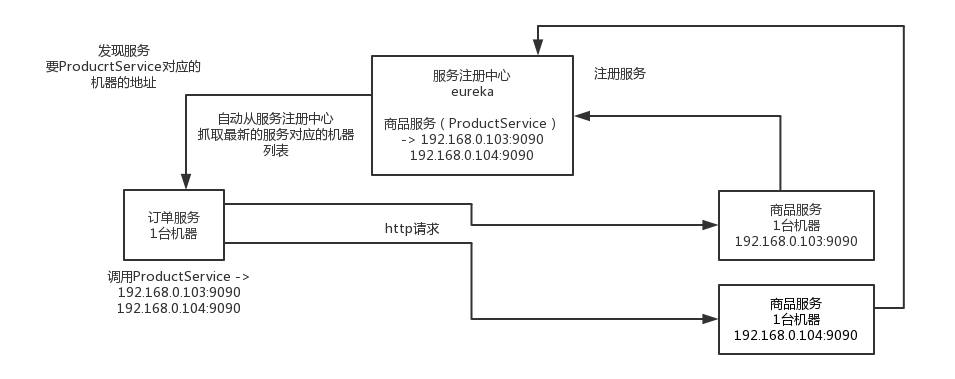 发现服务
要ProducrtService对应的
机器的地址
服务注册中心
eureka
商品服务（ProductService）
-> 192.168.0.103:9090
192.168.0.104:9090
注册服务
自动从服务注册中心
抓取最新的服务对应的机器
列表
订单服务
1台机器
http请求
商品服务
1台机器
192.168.0.103:9090
调用ProductService ->
192.168.0.103:9090
192.168.0.104:9090
商品服务
1台机器
192.168.0.104:9090